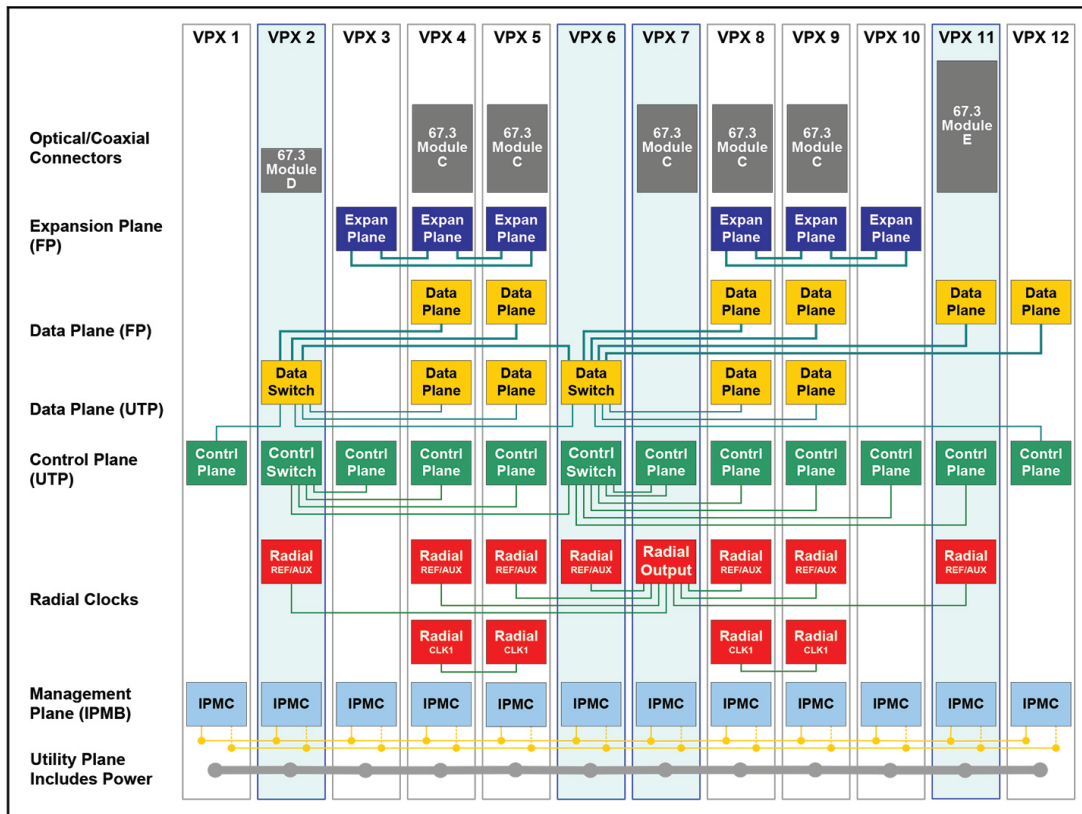 VPX 1 VPX 2 VPX 3 VPX 4 VPX 5 VPX 6 VPX 7 VPX 8 VPX 9 VPX 10 VPX 11 VPX 12
Optical/Coaxial
Connectors
67.3
Module
D
67.3
Module
C
67.3
Module
C
67.3
Module
C
67.3
Module
C
67.3
Module
C
67.3
Module
E
Expansion Plane
(FP)
Expan
Plane
Expan
Plane
Expan
Plane
Expan
Plane
Expan
Plane
Expan
Plane
Data Plane (FP)
Data
Plane
Data
Plane
Data
Plane
Data
Plane
Data
Plane
Data
Plane
Data Plane (UTP)
Data
Switch
Data
Plane
Data
Plane
Data
Switch
Data
Plane
Data
Plane
Control Plane
(UTP)
Contrl
Plane
Contrl
Switch
Contrl
Plane
Contrl
Plane
Contrl
Plane
Contrl
Switch
Contrl
Plane
Contrl
Plane
Contrl
Plane
Contrl
Plane
Contrl
Plane
Contrl
Plane
Radial Clocks
Radial
REF/AUX
Radial
REF/AUX
Radial
REF/AUX
Radial
REF/AUX
Radial
Output
Radial
REF/AUX
Radial
REF/AUX
Radial
REF/AUX
Radial
CLK1
Radial
CLK1
Radial
CLK1
Radial
CLK1
Management
Plane (IPMB)
IPMC IPMC IPMC IPMC IPMC IPMC IPMC IPMC IPMC IPMC IPMC IPMC
Utility Plane
Includes Power